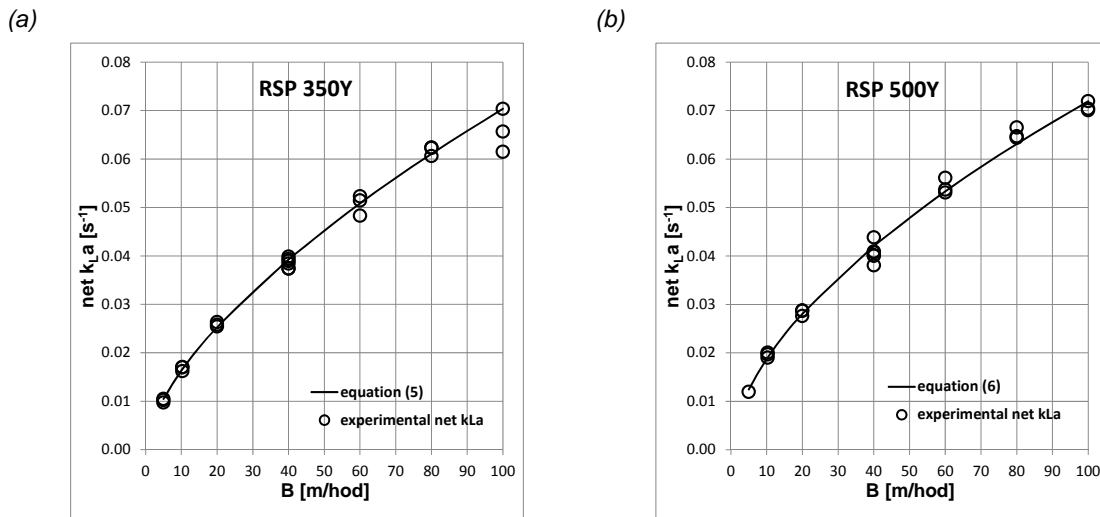 (a)
RSP 350Y
net kLa [s-1]
0.08
0.07
0.06
0.05
0.04
0.03
0.02
0.01
0.00
equation (5)
experimental net kLa
0 10 20 30 40 50 60 70 80 90 100
B [m/hod]
(b)
RSP 500Y
net kLa [s-1]
0.08
0.07
0.06
0.05
0.04
0.03
0.02
0.01
0.00
equation (6)
experimental net kLa
0 10 20 30 40 50 60 70 80 90 100
B [m/hod]